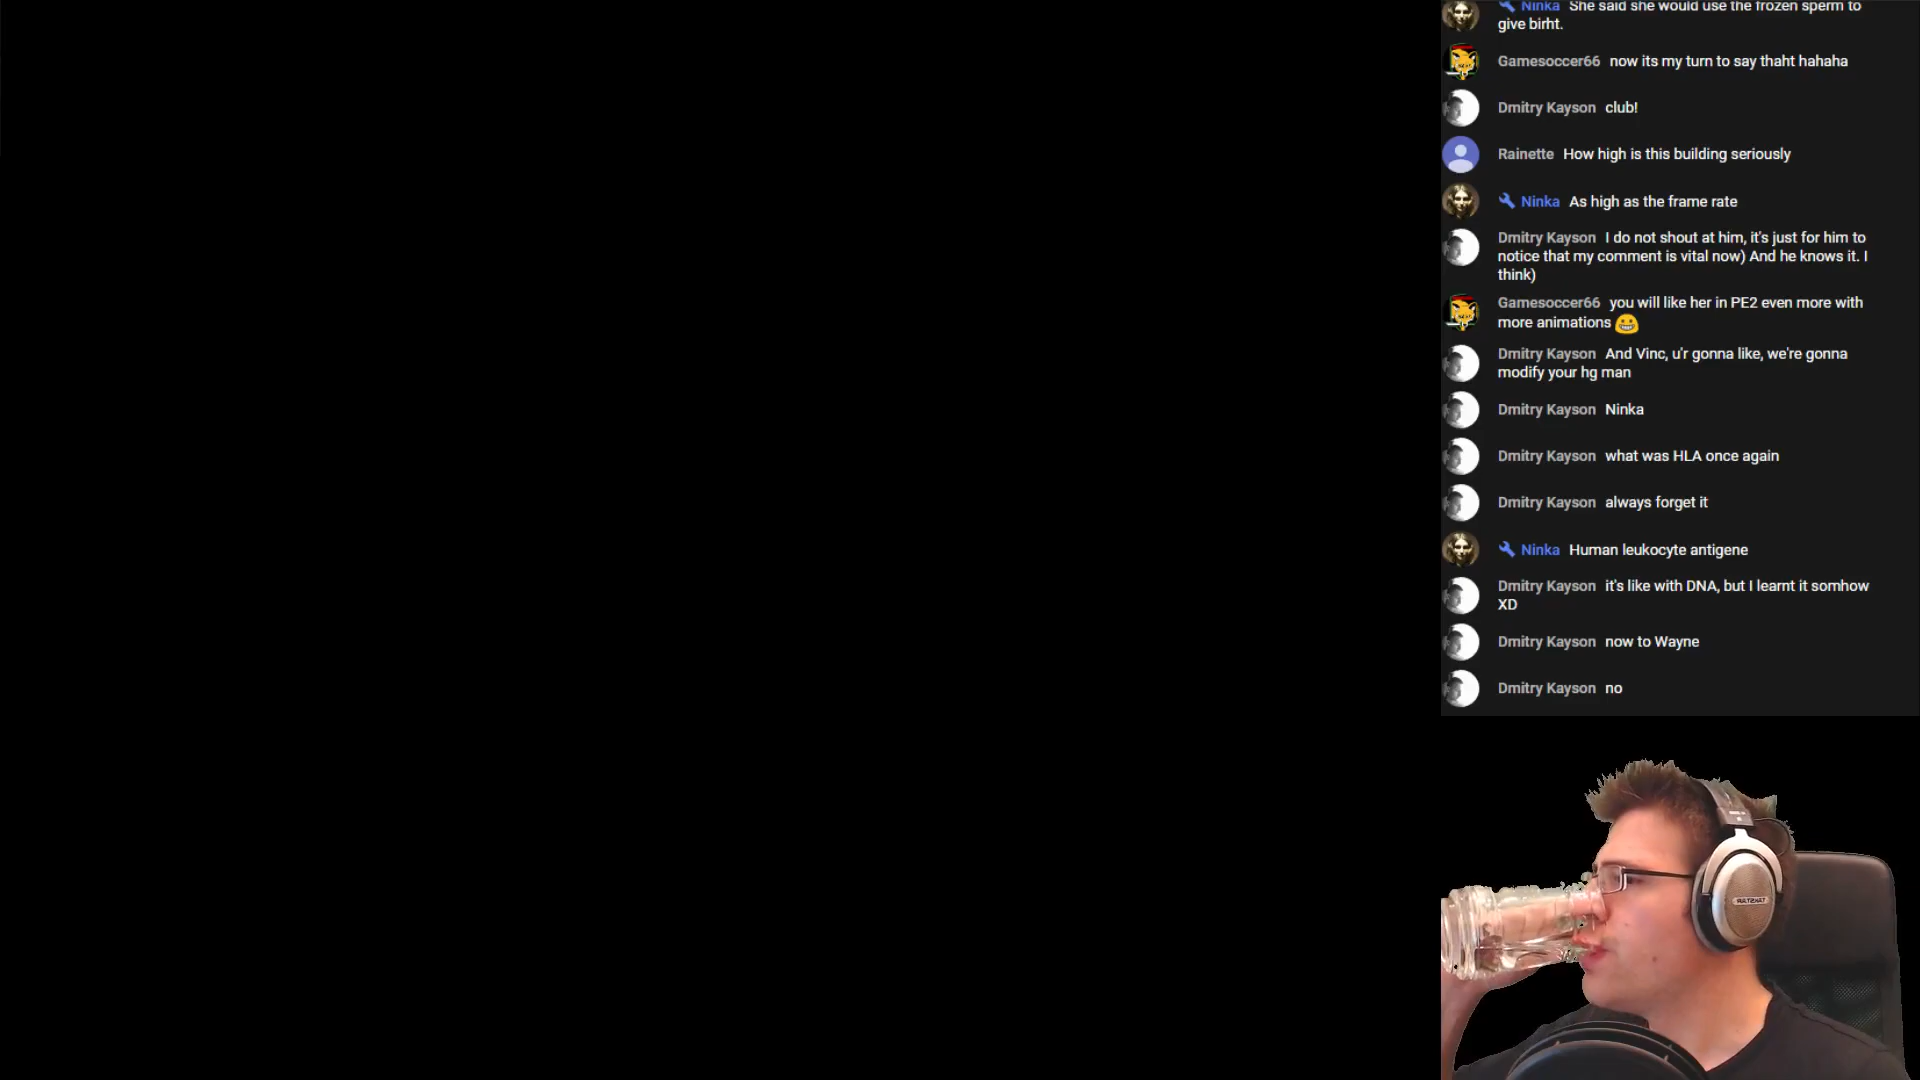 Ninka She said she would use the frozen sperm to
give birht.
Gamesoccer66 now its my turn to say thaht hahaha
Dmitry Kayson club!
Rainette How high is this building seriously
Ninka As high as the frame rate
Dmitry Kayson I do not shout at him, it's just for him to
notice that my comment is vital now) And he knows it. I
think)
Gamesoccer66 you will like her in PE2 even more with
more animations
Dmitry Kayson And Vinc, u'r gonna like, we're gonna
modify your hg man
Dmitry Kayson Ninka
Dmitry Kayson what was HLA once again
Dmitry Kayson always forget it
Ninka Human leukocyte antigene
Dmitry Kayson it's like with DNA, but I learnt it somhow
XD
Dmitry Kayson now to Wayne
Dmitry Kayson no